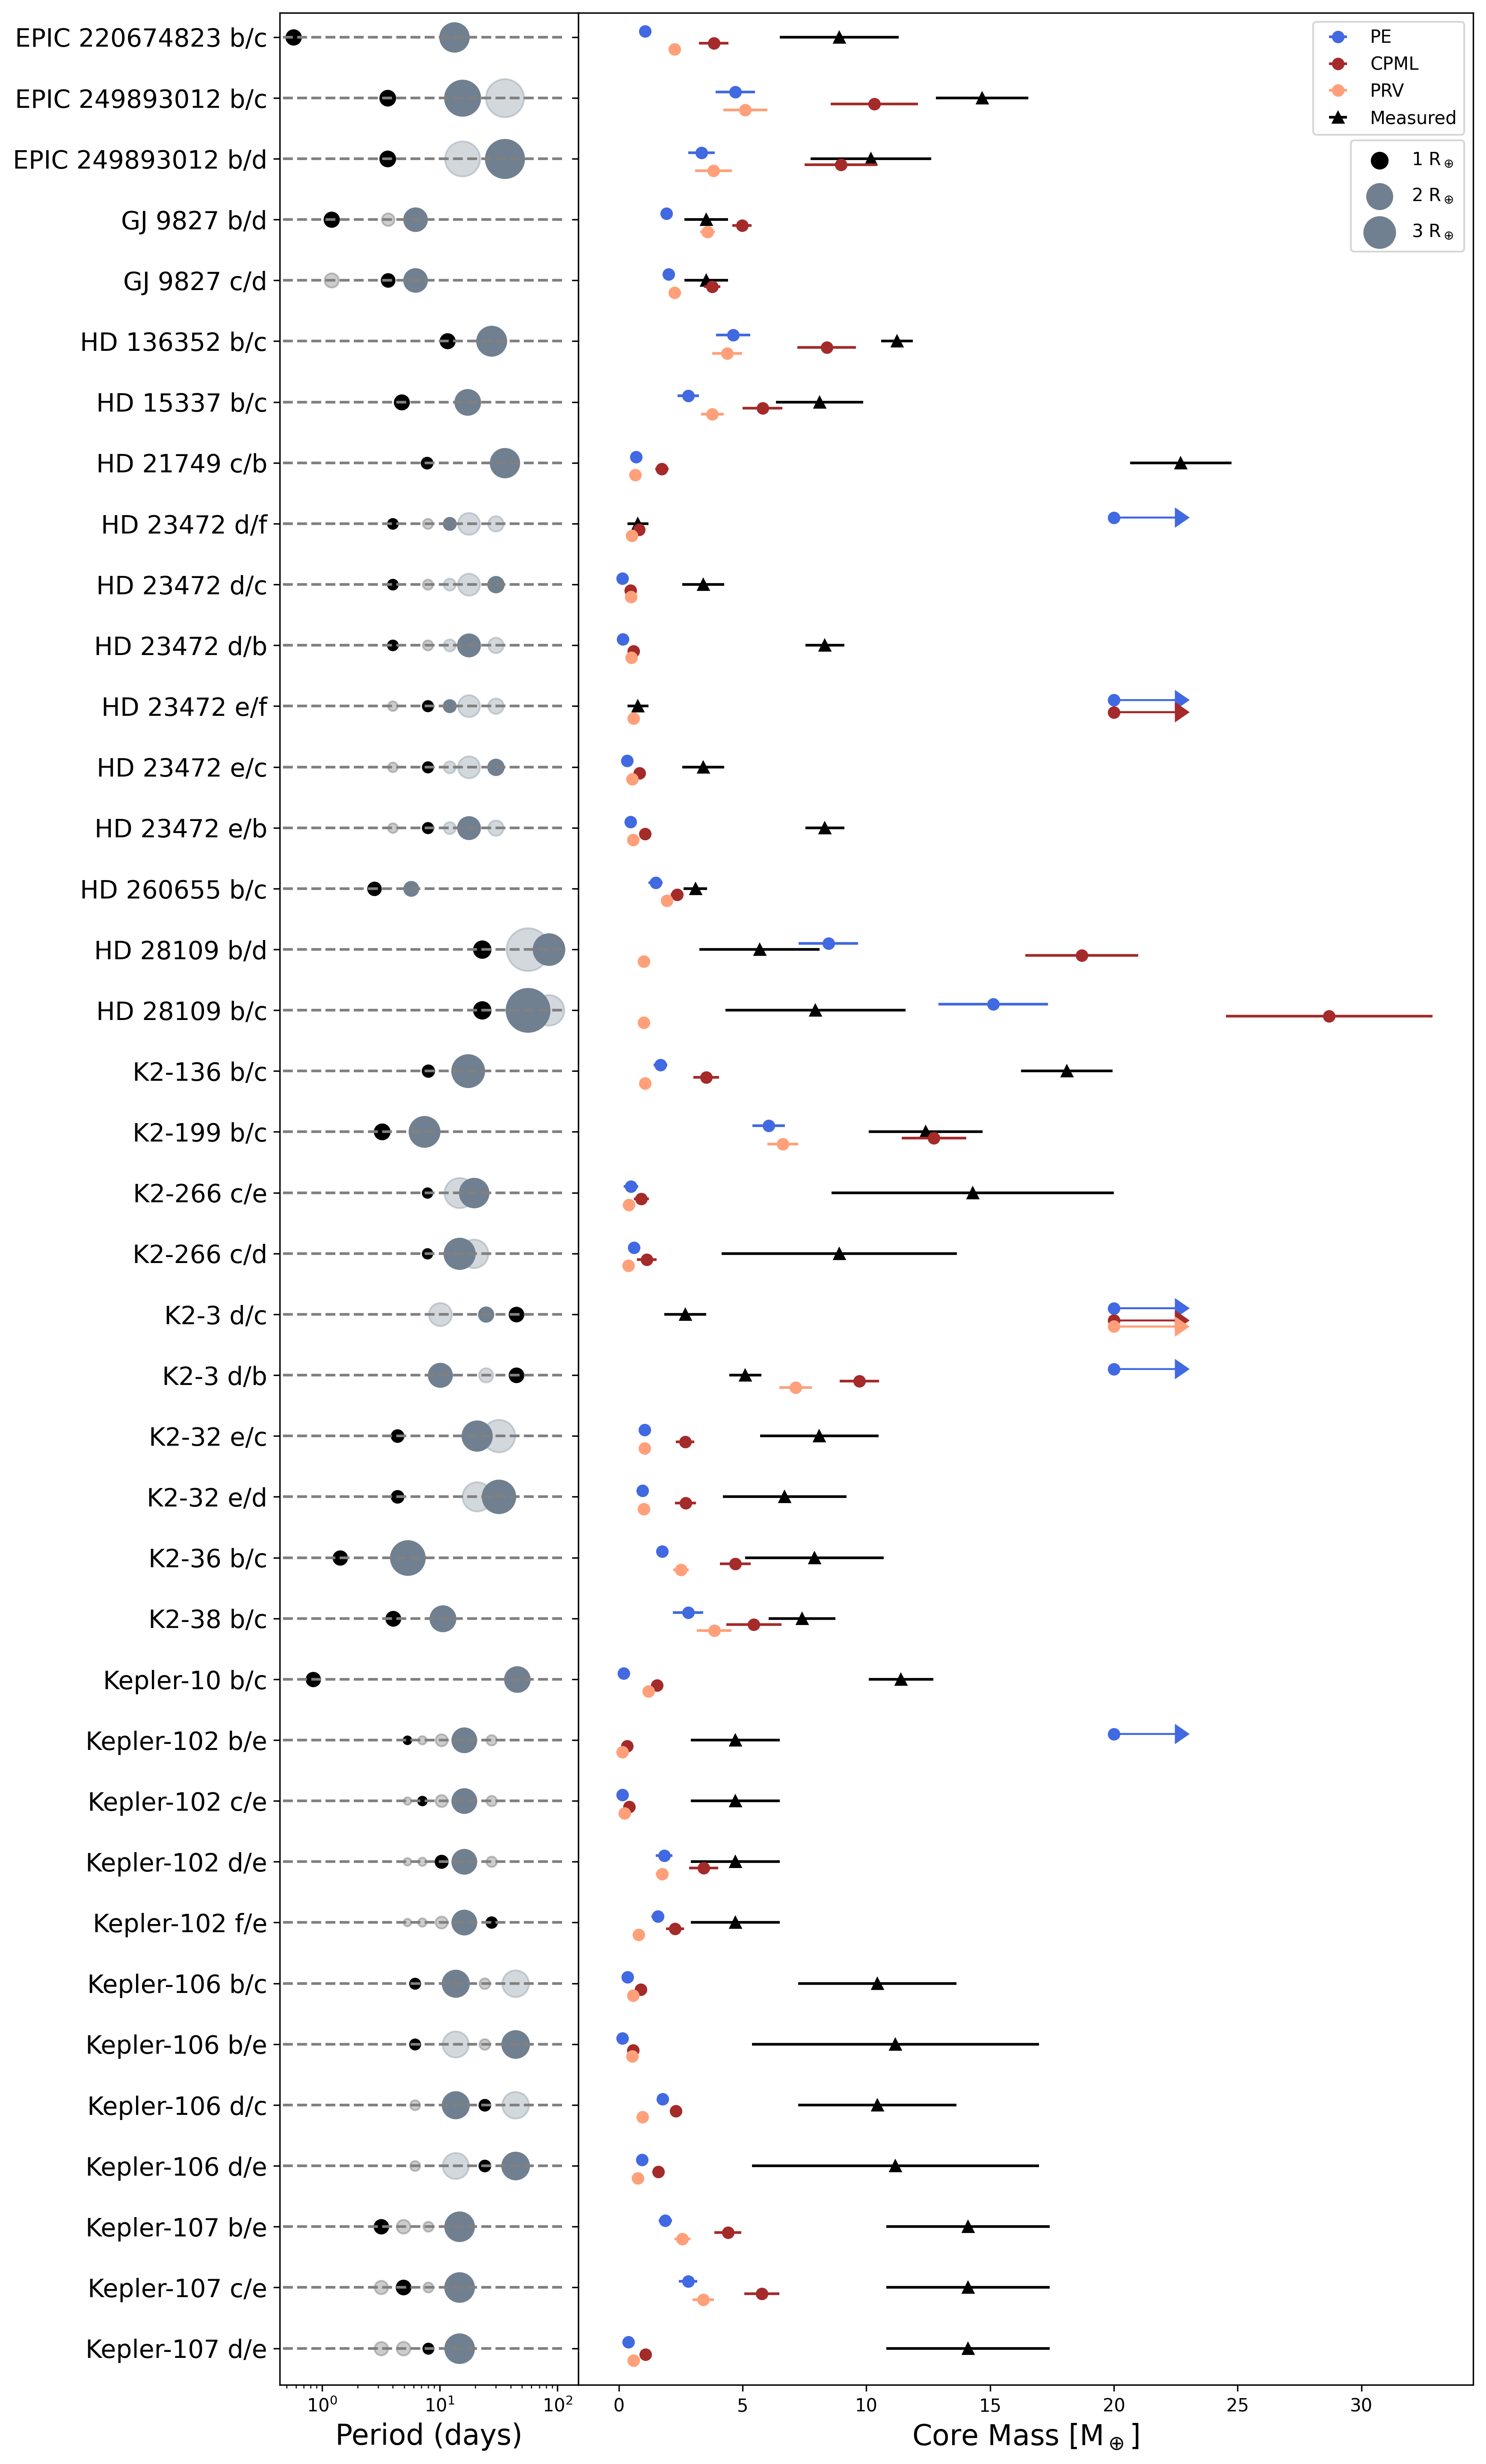 EPIC 220674823 b/c
EPIC 249893012 b/c
EPIC 249893012 b/d
GJ 9827 b/d
GJ 9827 c/d
HD 136352 b/c
HD 15337 b/c
HD 21749 c/b
HD 23472 d/f
HD 23472 d/c
HD 23472 d/b
HD 23472 e/f
HD 23472 e/c
HD 23472 e/b
HD 260655 b/c
HD 28109 b/d
HD 28109 b/c
K2-136 b/c
K2-199 b/c
K2-266 c/e
K2-266 c/d
K2-3 d/c
K2-3 d/b
K2-32 e/c
K2-32 e/d
K2-36 b/c
K2-38 b/c
Kepler-10 b/c
Kepler-102 b/e
Kepler-102 c/e
Kepler-102 d/e
Kepler-102 f/e
Kepler-106 b/c
Kepler-106 b/e
Kepler-106 d/c
Kepler-106 d/e
Kepler-107 b/e
Kepler-107 c/e
Kepler-107 d/e
PE
CPML
PRV
Measured
1 R⊕
2 R⊕
3 R⊕
10⁰ 10¹ 10²
Period (days)
0 5 10 15 20 25 30
Core Mass [M⊕]